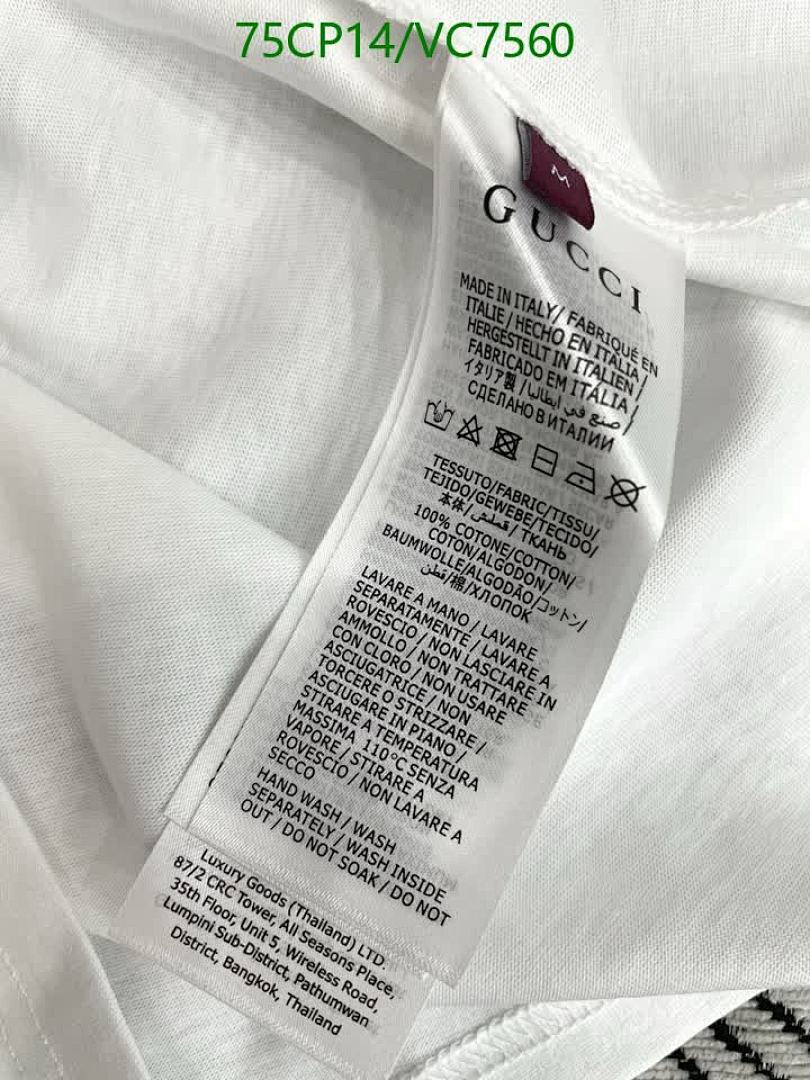 75CP14/VC7560
M
GUCCI
MADE IN ITALY/ FABRIQUÉ EN
ITALIE / HECHO EN ITALIA /
HERGESTELLT IN ITALIEN /
FABRICADO EM ITÁLIA /
イタリア製 / صنع في ايطاليا /
СДЕЛАНО В ИТАЛИИ
TESSUTO/FABRIC/TISSU/
TEJIDO/GEWEBE/TECIDO/
本体/قماش/ТКАНЬ
100% COTONE/COTTON/
COTON/ALGODON/
BAUMWOLLE/ALGODÃO/コットン/
قطن/棉/ХЛОПОК
LAVARE A MANO / LAVARE
SEPARATAMENTE / LAVARE A
ROVESCIO / NON LASCIARE IN
AMMOLLO / NON TRATTARE
CON CLORO / NON USARE
ASCIUGATRICE / NON
TORCERE O STRIZZARE /
ASCIUGARE IN PIANO /
STIRARE A TEMPERATURA
MASSIMA 110°C SENZA
VAPORE / STIRARE A
ROVESCIO / NON LAVARE A
SECCO
HAND WASH / WASH
SEPARATELY / WASH INSIDE
OUT / DO NOT SOAK / DO NOT
Luxury Goods (Thailand) LTD.
87/2 CRC Tower, All Seasons Place,
35th Floor, Unit 5, Wireless Road,
Lumpini Sub-District, Pathumwan
District, Bangkok, Thailand